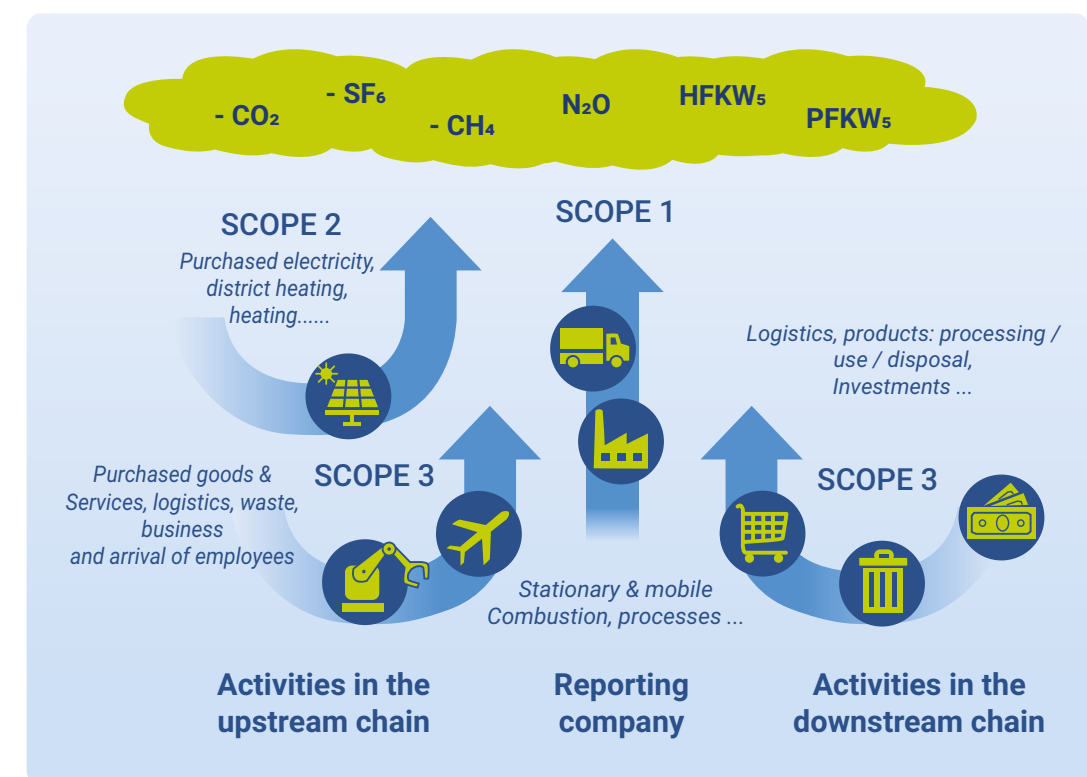 - CO₂
- SF₆
- CH₄
N₂O
HFKW₅
PFKW₅
SCOPE 2
Purchased electricity,
district heating,
heating......
SCOPE 1
Logistics, products: processing /
use / disposal,
Investments ...
SCOPE 3
Purchased goods &
Services, logistics, waste,
business
and arrival of employees
SCOPE 3
Stationary & mobile
Combustion, processes ...
Activities in the
upstream chain
Reporting
company
Activities in the
downstream chain